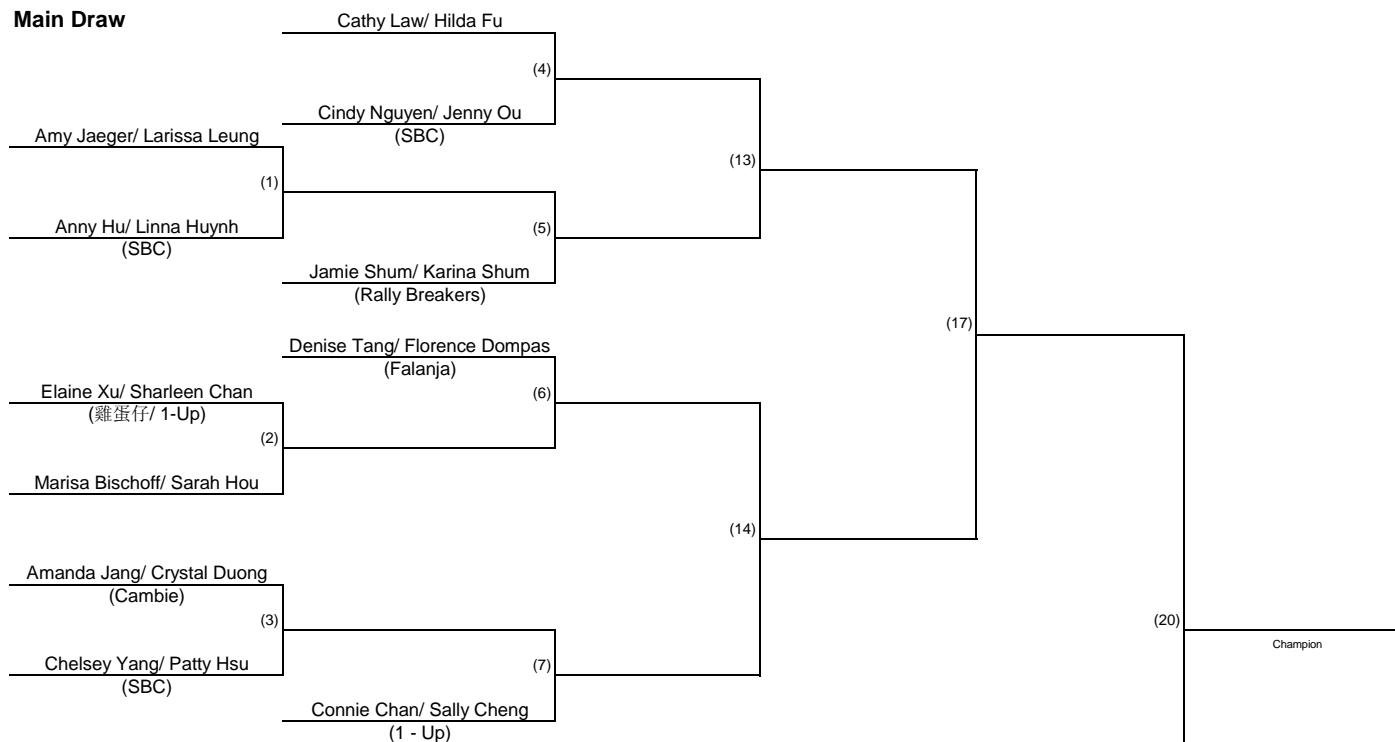 Main Draw
Cathy Law/ Hilda Fu
(4)
Cindy Nguyen/ Jenny Ou
(SBC)
Amy Jaeger/ Larissa Leung
(13)
(1)
Anny Hu/ Linna Huynh
(SBC)
(5)
Jamie Shum/ Karina Shum
(Rally Breakers)
(17)
Denise Tang/ Florence Dompas
(Falanja)
Elaine Xu/ Sharleen Chan
(雞蛋仔/ 1-Up)
(6)
(2)
Marisa Bischoff/ Sarah Hou
(14)
Amanda Jang/ Crystal Duong
(Cambie)
(3)
(20)
Champion
Chelsey Yang/ Patty Hsu
(SBC)
(7)
Connie Chan/ Sally Cheng
(1 - Up)